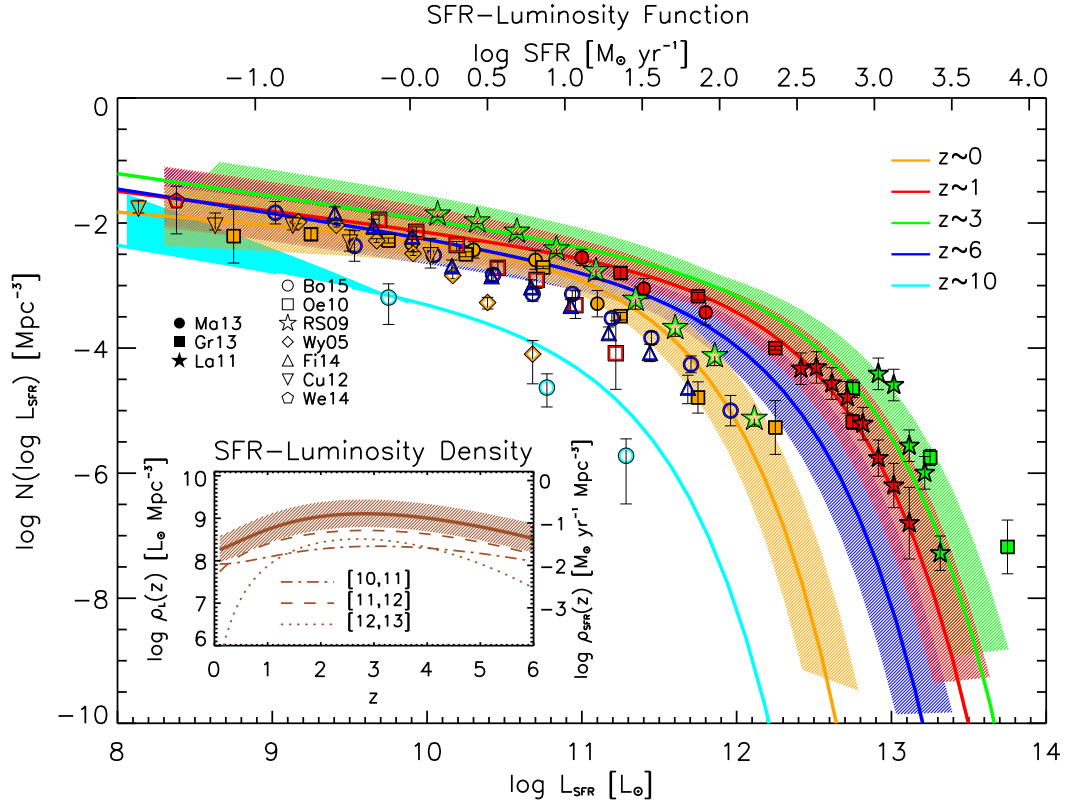 SFR−Luminosity Function
log SFR [M⊙ yr⁻¹]
−1.0 −0.0 0.5 1.0 1.5 2.0 2.5 3.0 3.5 4.0
0
−2
−4
−6
−8
−10
log N(log L_SFR) [Mpc⁻³]
z~0
z~1
z~3
z~6
z~10
Ma13
Gr13
La11
Bo15
Oe10
RS09
Wy05
Fi14
Cu12
We14
SFR−Luminosity Density
10
9
8
7
6
log ρ_L(z) [L⊙ Mpc⁻³]
0
−1
−2
−3
log ρ_SFR(z) [M⊙ yr⁻¹ Mpc⁻³]
[10,11]
[11,12]
[12,13]
0 1 2 3 4 5 6
z
8 9 10 11 12 13 14
log L_SFR [L⊙]